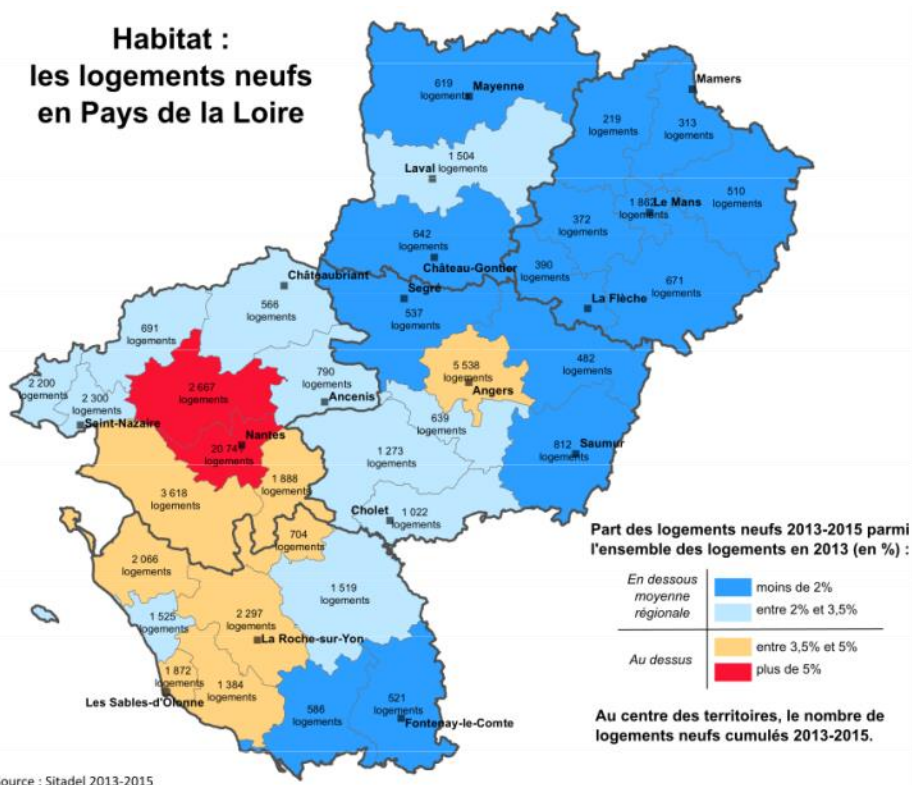 Habitat :
les logements neufs
en Pays de la Loire
619
logements
Mayenne
Mamers
219
logements
313
logements
1 504
logements
Laval
510
logements
Le Mans
logements
372
logements
642
logements
Château-Gontier
390
logements
671
logements
La Flèche
Châteaubriant
566
logements
Segré
537
logements
691
logements
5 538
logements
Angers
482
logements
790
logements
Ancenis
2 200
logements
2 300
logements
Saint-Nazaire
2 667
logements
639
logements
Nantes
20 741
logements
812
logements
Saumur
1 273
logements
1 888
logements
3 618
logements
Cholet
1 022
logements
704
logements
2 066
logements
1 519
logements
1 525
logements
2 297
logements
La Roche-sur-Yon
1 872
logements
1 384
logements
Les Sables-d'Olonne
586
logements
521
logements
Fontenay-le-Comte
Part des logements neufs 2013-2015 parmi
l'ensemble des logements en 2013 (en %) :
En dessous
moyenne
régionale
moins de 2%
entre 2% et 3,5%
Au dessus
entre 3,5% et 5%
plus de 5%
Au centre des territoires, le nombre de
logements neufs cumulés 2013-2015.
ource : Sitadel 2013-2015